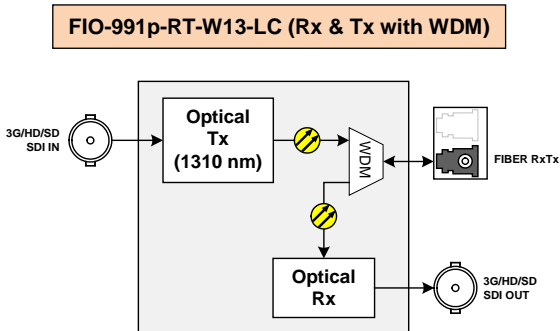 FIO-991p-RT-W13-LC (Rx & Tx with WDM)
3G/HD/SD
SDI IN
Optical
Tx
(1310 nm)
WDM
FIBER RxTx
Optical
Rx
3G/HD/SD
SDI OUT